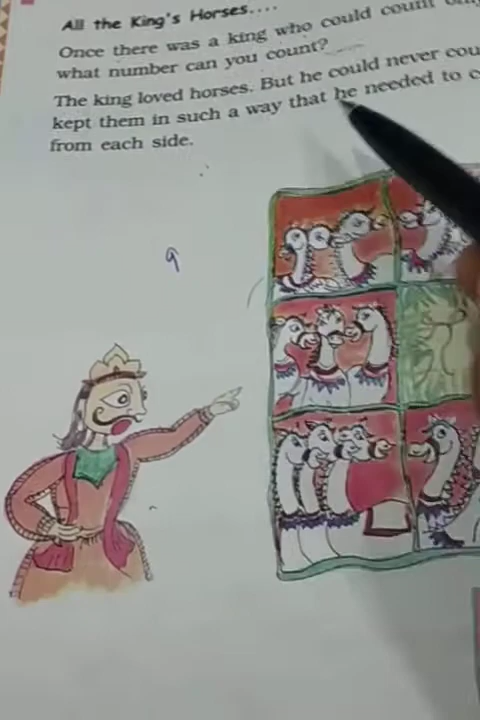 All the King's Horses....
Once there was a king who could count
what number can you count?
The king loved horses. But he could never
kept them in such a way that he needed to
from each side.
9